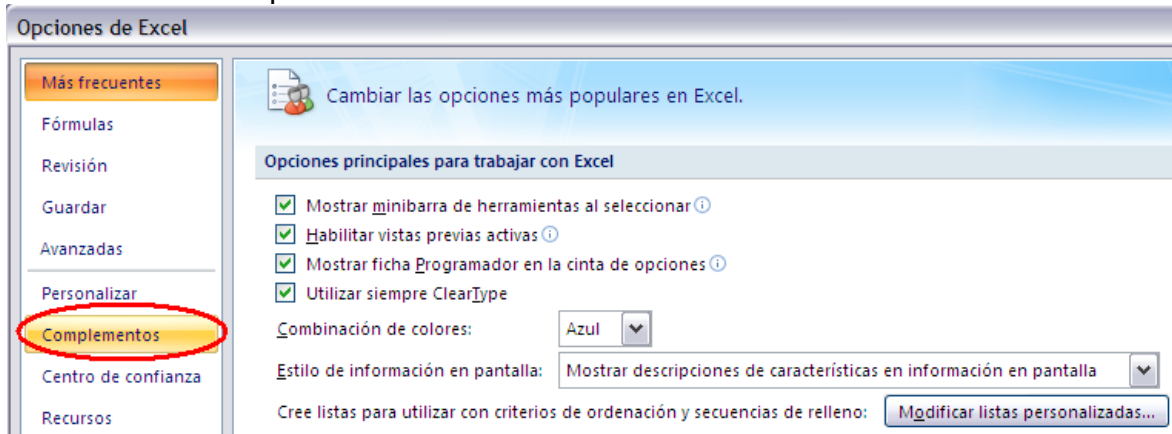 Opciones de Excel
Más frecuentes
Fórmulas
Revisión
Guardar
Avanzadas
Personalizar
Complementos
Centro de confianza
Recursos
Cambiar las opciones más populares en Excel.
Opciones principales para trabajar con Excel
Mostrar minibarra de herramientas al seleccionar
Habilitar vistas previas activas
Mostrar ficha Programador en la cinta de opciones
Utilizar siempre ClearType
Combinación de colores: Azul
Estilo de información en pantalla: Mostrar descripciones de características en información en pantalla
Cree listas para utilizar con criterios de ordenación y secuencias de relleno: Modificar listas personalizadas...